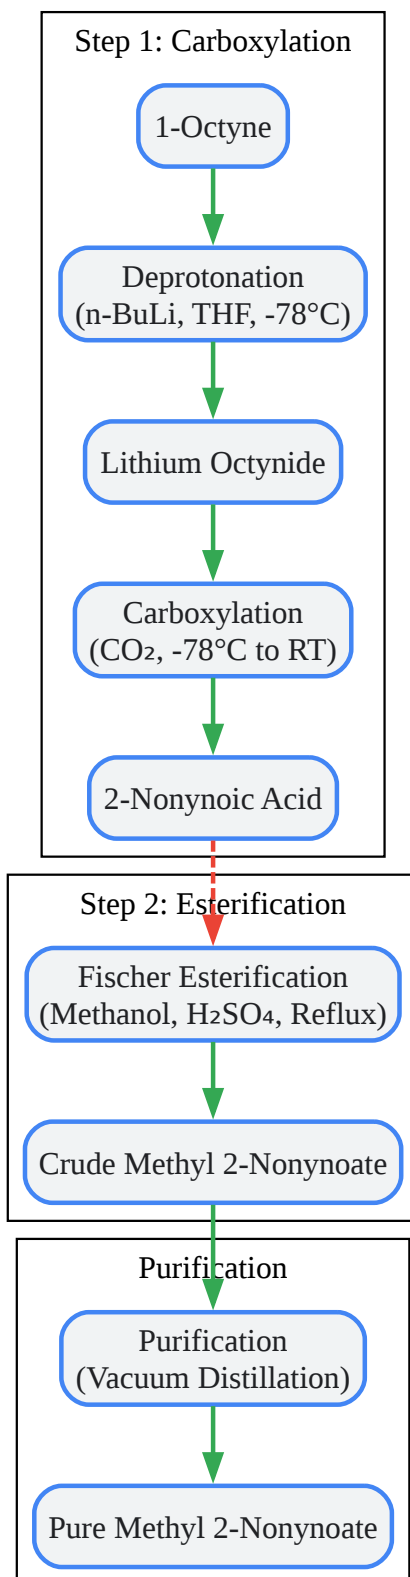 Step 1: Carboxylation
1-Octyne
Deprotonation
(n-BuLi, THF, -78°C)
Lithium Octynide
Carboxylation
(CO₂, -78°C to RT)
2-Nonynoic Acid
Step 2: Esterification
Fischer Esterification
(Methanol, H₂SO₄, Reflux)
Crude Methyl 2-Nonynoate
Purification
Purification
(Vacuum Distillation)
Pure Methyl 2-Nonynoate